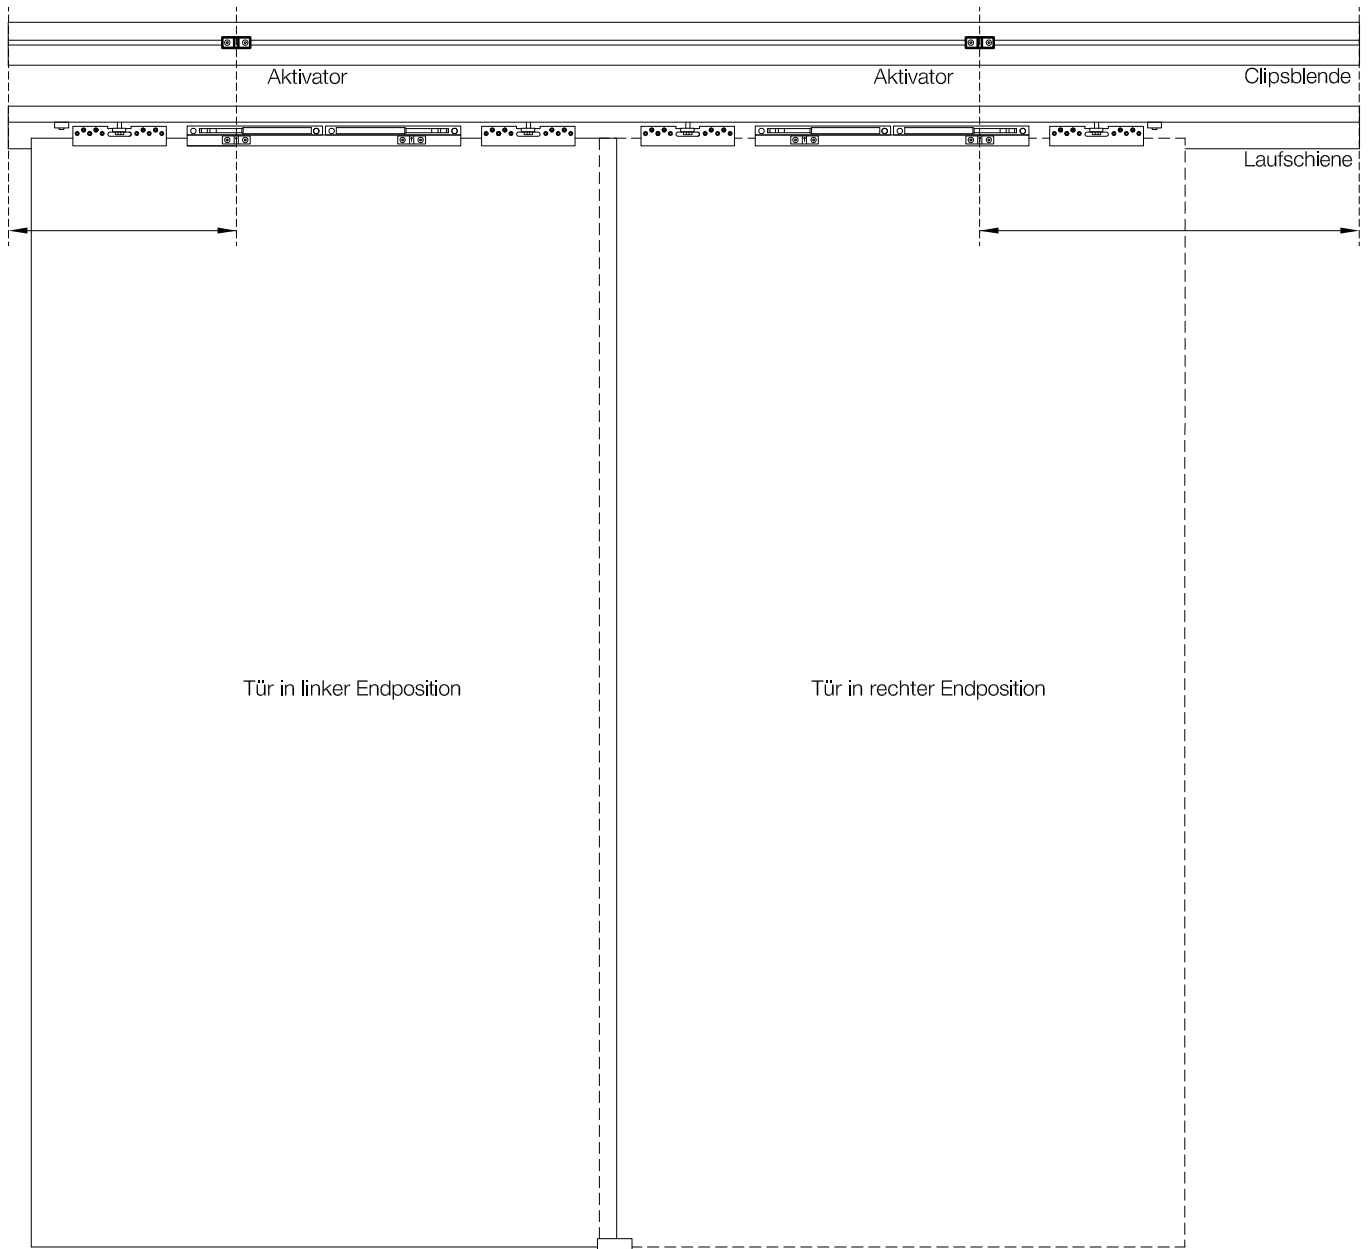 Aktivator
Aktivator
Clipsblende
Laufschiene
Tür in linker Endposition
Tür in rechter Endposition